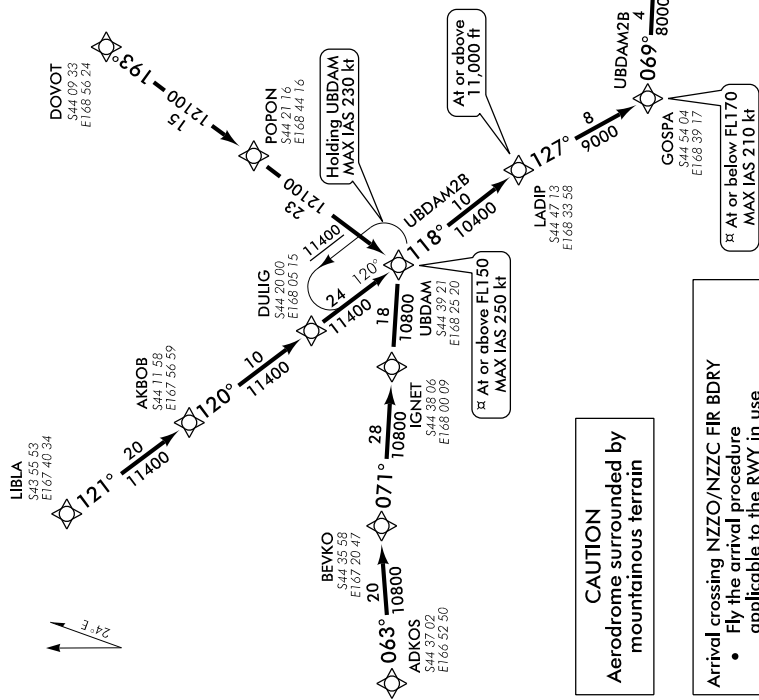 DOVOT
S44 09 33
E168 56 24
193°
15
12100
POPON
S44 21 16
E168 44 16
23
12100
Holding UBDAM
MAX IAS 230 kt
LIBLA
S43 55 53
E167 40 34
121°
20
11400
AKBOB
S44 11 58
E167 56 59
120°
10
11400
DULIG
S44 20 00
E168 05 15
24
11400
11400
120°
UBDAM2B
118°
10
10400
At or above
11,000 ft
LADIP
S44 47 13
E168 33 58
127°
8
9000
UBDAM2B
069°
4
8000
GOSPA
S44 54 04
E168 39 17
¤ At or below FL170
MAX IAS 210 kt
24°E
ADKOS
S44 37 02
E166 52 50
063°
20
10800
BEVKO
S44 35 58
E167 20 47
071°
28
10800
IGNET
S44 38 06
E168 00 09
18
10800
UBDAM
S44 39 21
E168 25 20
¤ At or above FL150
MAX IAS 250 kt
CAUTION
Aerodrome surrounded by
mountainous terrain
Arrival crossing NZZO/NZZC FIR BDRY
• Fly the arrival procedure
applicable to the RWY in use